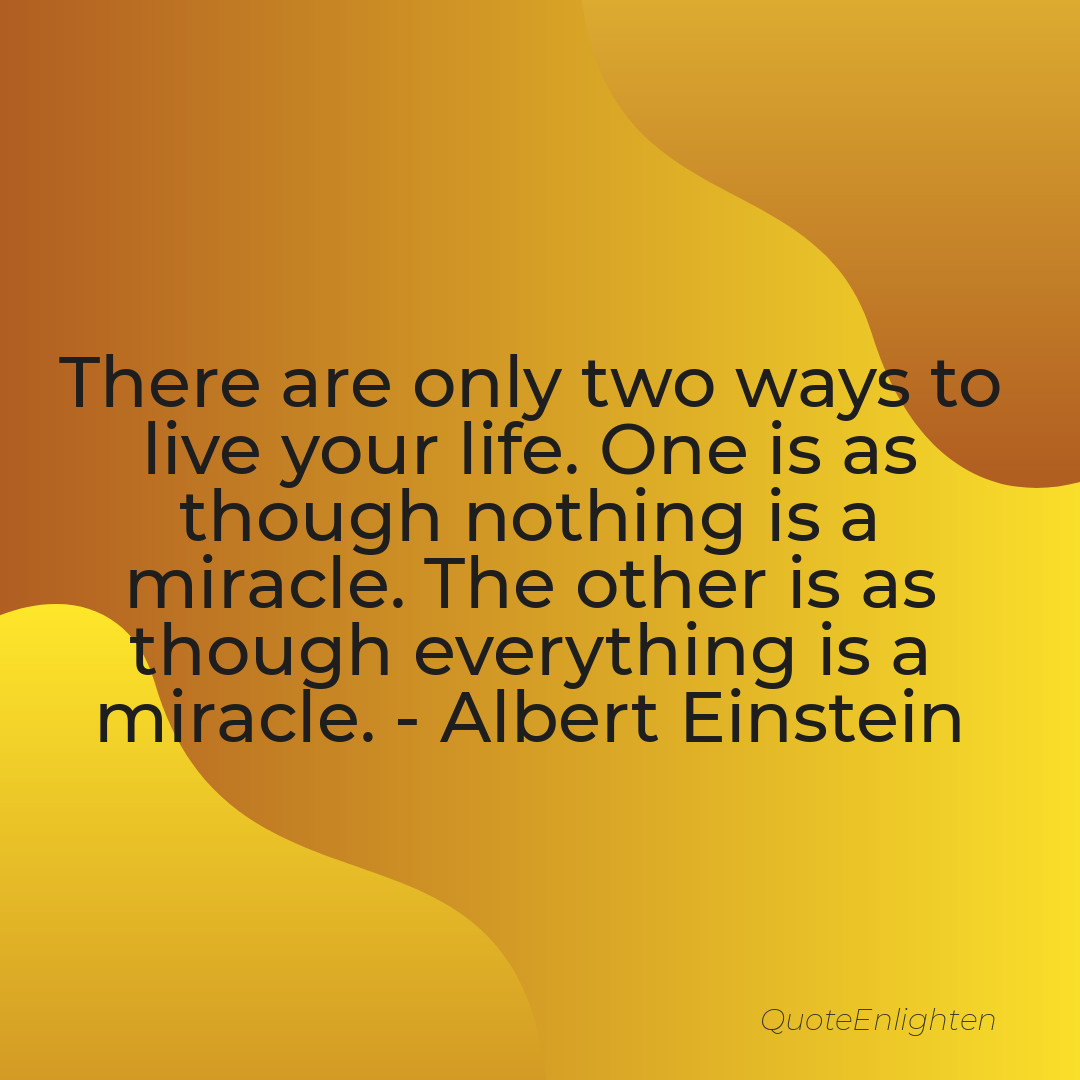 There are only two ways to
live your life. One is as
though nothing is a
miracle. The other is as
though everything is a
miracle. - Albert Einstein
QuoteEnlighten